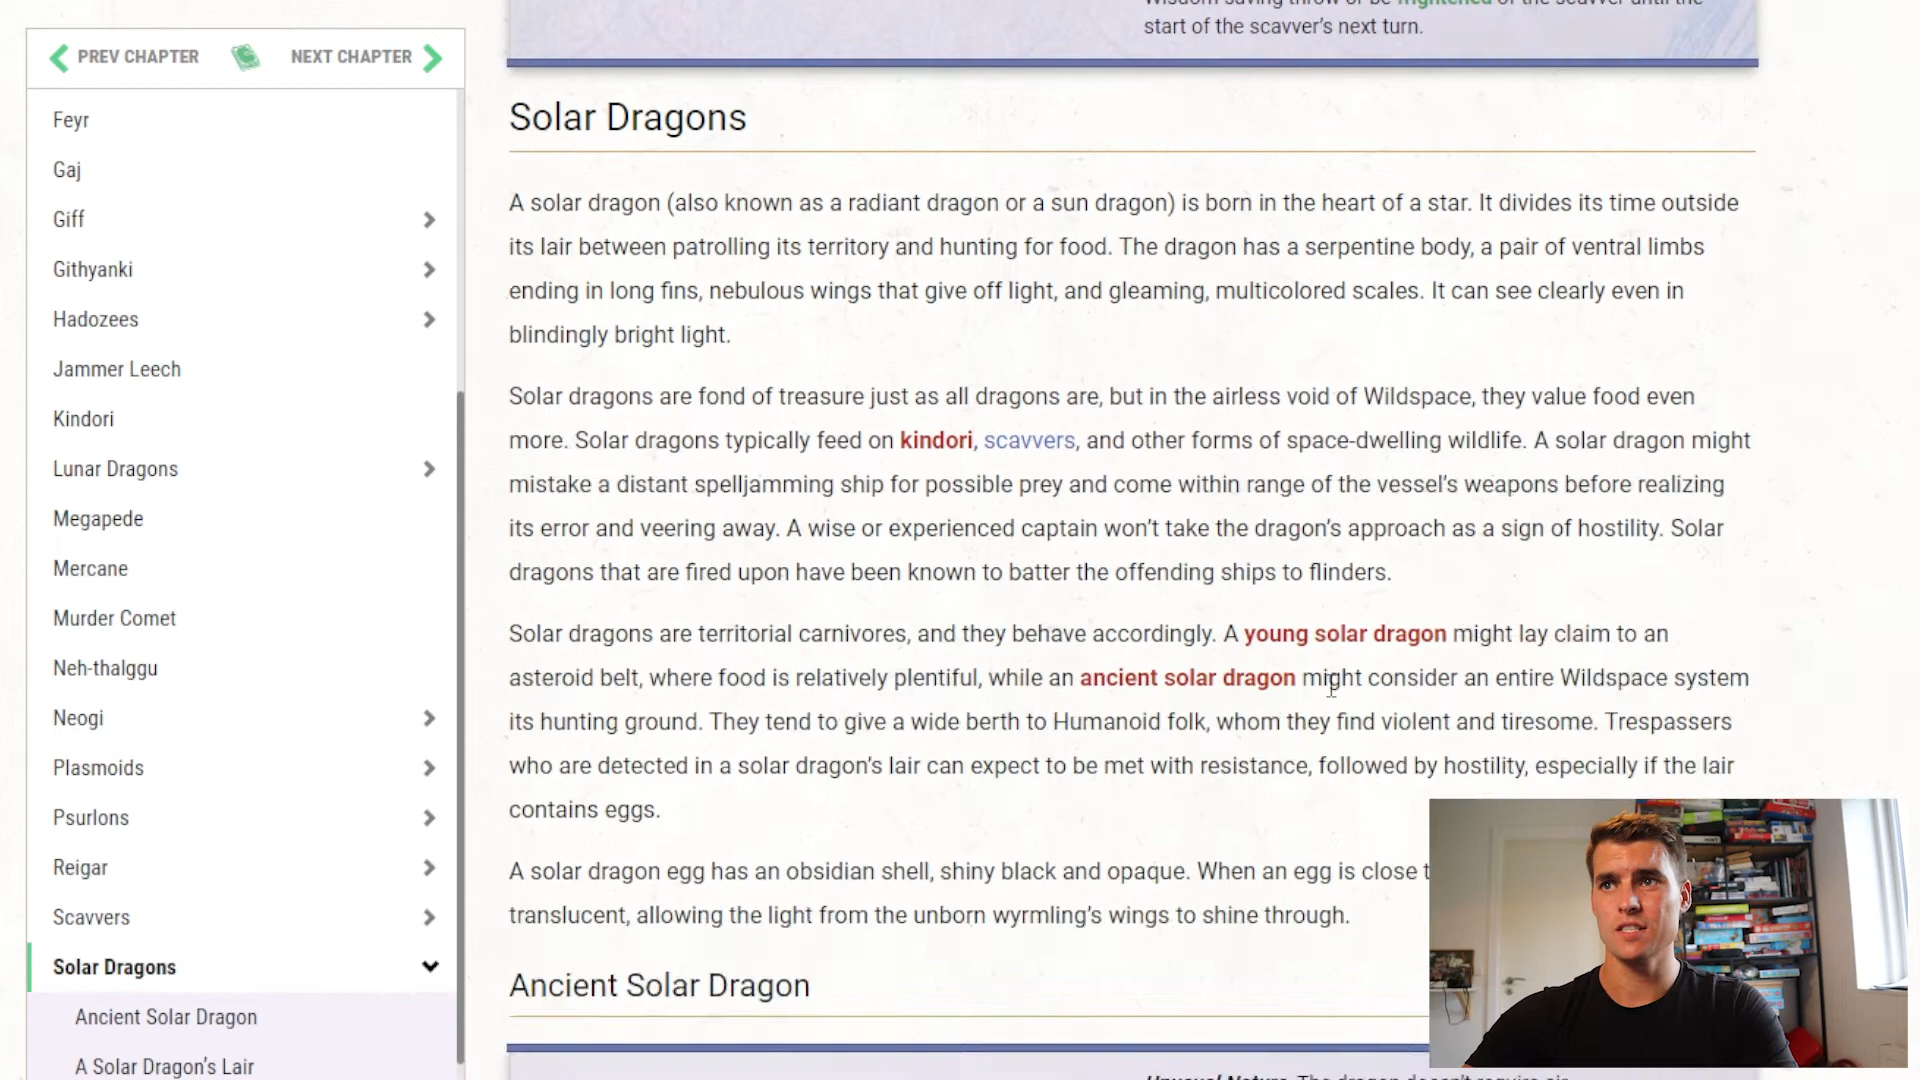 Wisdom saving throw or be frightened of the scavver until the
start of the scavver's next turn.
PREV CHAPTER
NEXT CHAPTER
Feyr
Gaj
Giff
Githyanki
Hadozees
Jammer Leech
Kindori
Lunar Dragons
Megapede
Mercane
Murder Comet
Neh-thalggu
Neogi
Plasmoids
Psurlons
Reigar
Scavvers
Solar Dragons
Ancient Solar Dragon
A Solar Dragon's Lair
Solar Dragons
A solar dragon (also known as a radiant dragon or a sun dragon) is born in the heart of a star. It divides its time outside
its lair between patrolling its territory and hunting for food. The dragon has a serpentine body, a pair of ventral limbs
ending in long fins, nebulous wings that give off light, and gleaming, multicolored scales. It can see clearly even in
blindingly bright light.
Solar dragons are fond of treasure just as all dragons are, but in the airless void of Wildspace, they value food even
more. Solar dragons typically feed on kindori, scavvers, and other forms of space-dwelling wildlife. A solar dragon might
mistake a distant spelljamming ship for possible prey and come within range of the vessel's weapons before realizing
its error and veering away. A wise or experienced captain won't take the dragon's approach as a sign of hostility. Solar
dragons that are fired upon have been known to batter the offending ships to flinders.
Solar dragons are territorial carnivores, and they behave accordingly. A young solar dragon might lay claim to an
asteroid belt, where food is relatively plentiful, while an ancient solar dragon might consider an entire Wildspace system
its hunting ground. They tend to give a wide berth to Humanoid folk, whom they find violent and tiresome. Trespassers
who are detected in a solar dragon's lair can expect to be met with resistance, followed by hostility, especially if the lair
contains eggs.
A solar dragon egg has an obsidian shell, shiny black and opaque. When an egg is close t
translucent, allowing the light from the unborn wyrmling's wings to shine through.
Ancient Solar Dragon
Unusual Nature. The dragon doesn't require air,